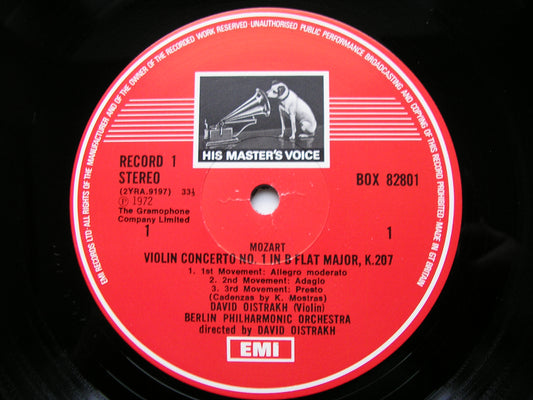 EMI RECORDS LTD·ALL RIGHTS OF THE MANUFACTURER AND OF THE OWNER OF THE RECORDED WORK RESERVED·UNAUTHORISED PUBLIC PERFORMANCE BROADCASTING AND COPYING OF THIS RECORD PROHIBITED·MADE IN GT BRITAIN
HIS MASTER'S VOICE
RECORD 1
STEREO
BOX 82801
(2YRA.9197) 33⅓
Ⓟ 1972
The Gramophone
Company Limited
1
1
MOZART
VIOLIN CONCERTO NO. 1 IN B FLAT MAJOR, K.207
1. 1st Movement: Allegro moderato
2. 2nd Movement: Adagio
3. 3rd Movement: Presto
(Cadenzas by K. Mostras)
DAVID OISTRAKH (Violin)
BERLIN PHILHARMONIC ORCHESTRA
directed by DAVID OISTRAKH
EMI